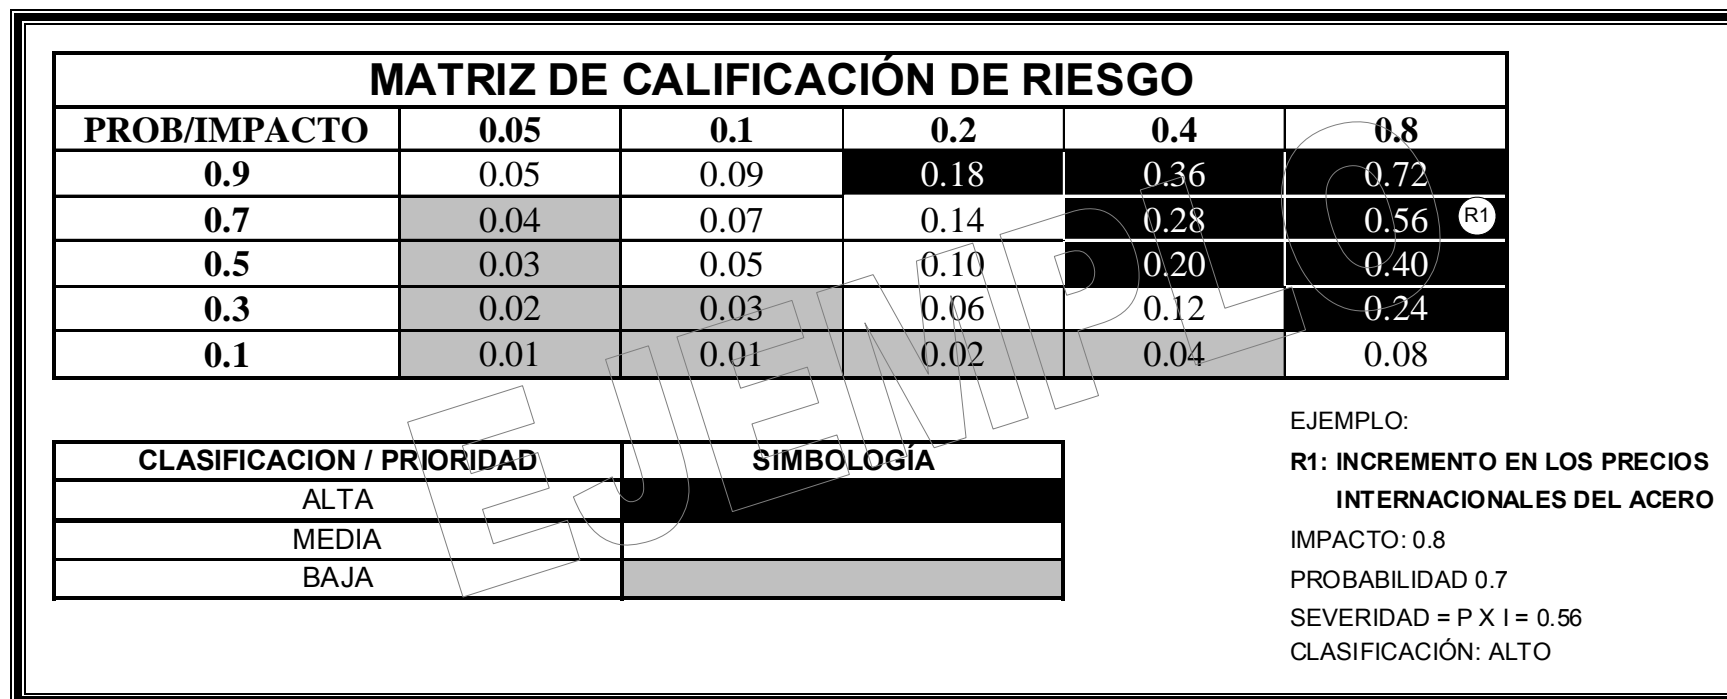 MATRIZ DE CALIFICACIÓN DE RIESGO
PROB/IMPACTO 0.05 0.1 0.2 0.4 0.8
0.9 0.05 0.09 0.18 0.36 0.72
0.7 0.04 0.07 0.14 0.28 0.56 R1
0.5 0.03 0.05 0.10 0.20 0.40
0.3 0.02 0.03 0.06 0.12 0.24
0.1 0.01 0.01 0.02 0.04 0.08
EJEMPLO
CLASIFICACION / PRIORIDAD SIMBOLOGÍA
ALTA
MEDIA
BAJA
EJEMPLO:
R1: INCREMENTO EN LOS PRECIOS
INTERNACIONALES DEL ACERO
IMPACTO: 0.8
PROBABILIDAD 0.7
SEVERIDAD = P X I = 0.56
CLASIFICACIÓN: ALTO